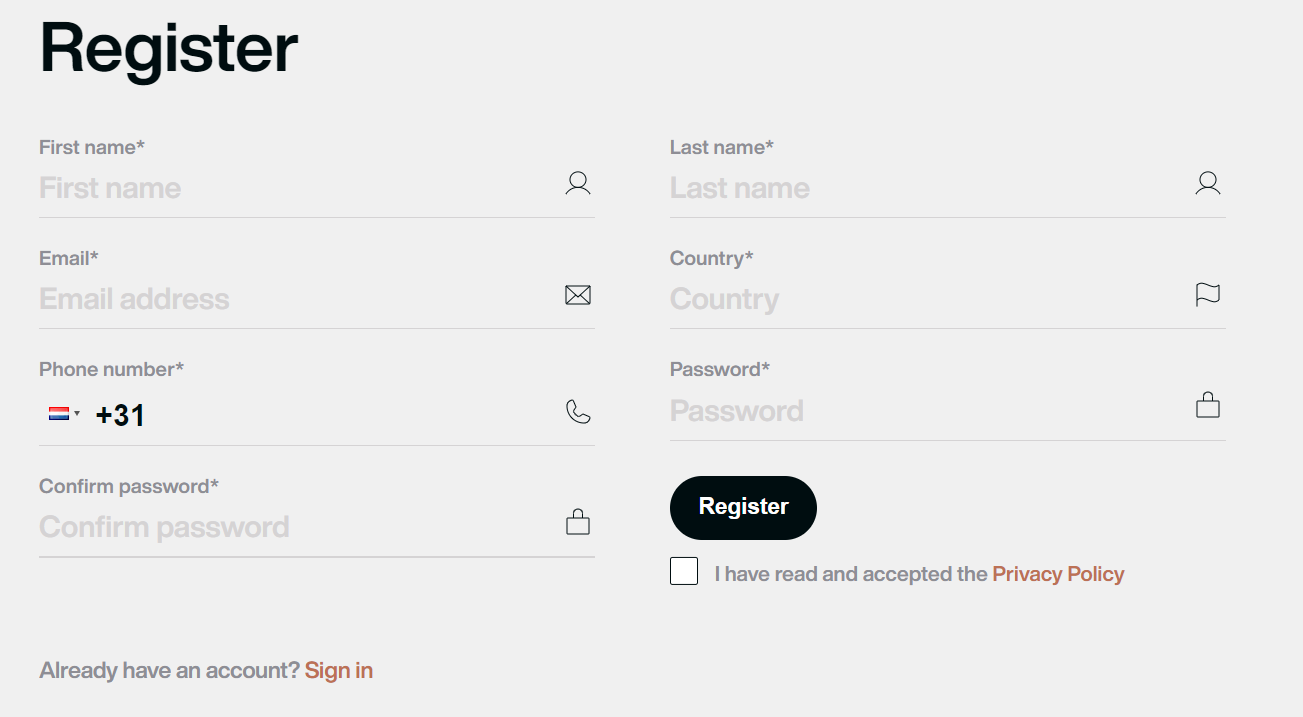 Register
First name*
First name
Last name*
Last name
Email*
Email address
Country*
Country
Phone number*
+31
Password*
Password
Confirm password*
Confirm password
Register
I have read and accepted the Privacy Policy
Already have an account? Sign in